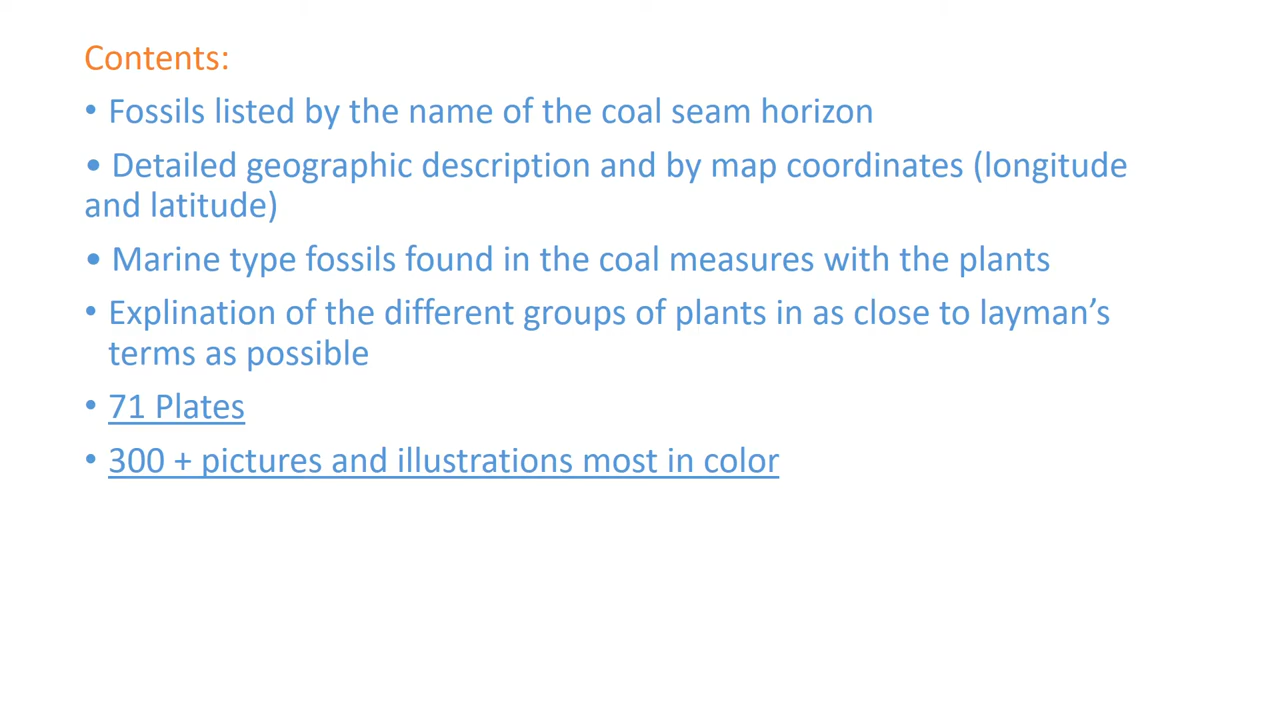 Contents:
• Fossils listed by the name of the coal seam horizon
• Detailed geographic description and by map coordinates (longitude
and latitude)
• Marine type fossils found in the coal measures with the plants
• Explination of the different groups of plants in as close to layman’s
terms as possible
• 71 Plates
• 300 + pictures and illustrations most in color